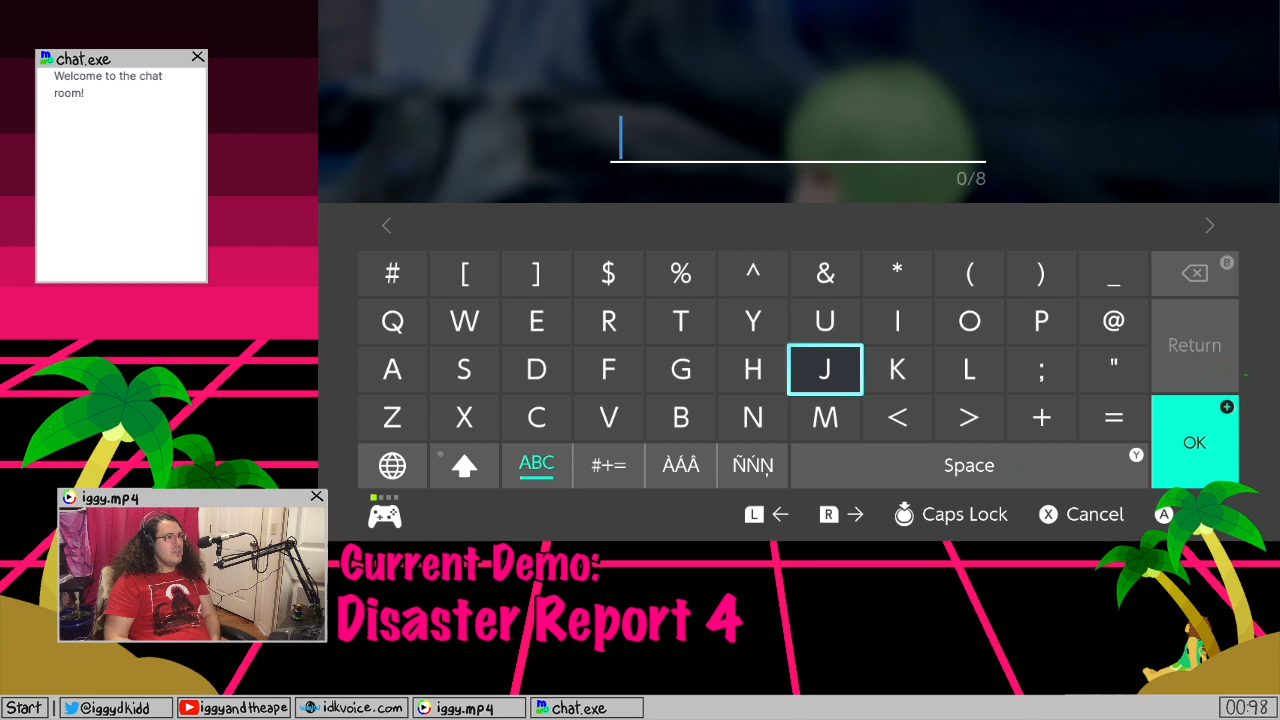 chat.exe
Welcome to the chat
room!
0/8
# [ ] $ % ^ & * ( ) _
Q W E R T Y U I O P @
Return
A S D F G H J K L ; "
Z X C V B N M < > + =
OK
ABC #+= ÀÁÂ ÑŃŅ Space
L ← R → Caps Lock X Cancel A
iggy.mp4
Current Demo:
Disaster Report 4
Start | @iggydkidd iggyandtheape idkvoice.com iggy.mp4 chat.exe 00:98